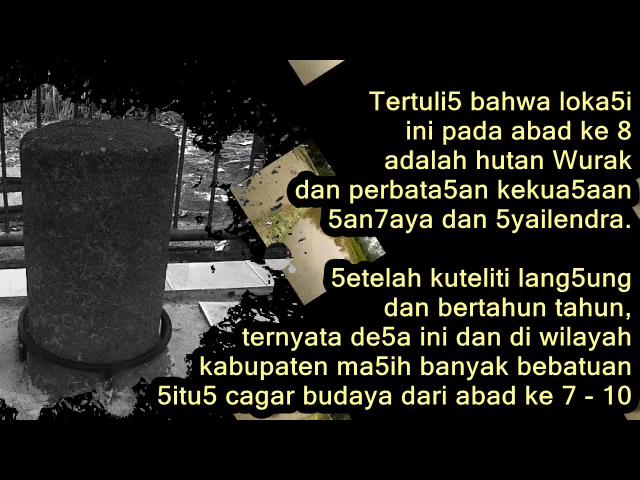 Tertuli5 bahwa loka5i
ini pada abad ke 8
adalah hutan Wurak
dan perbata5an kekua5aan
5an7aya dan 5yailendra.
5etelah kuteliti lang5ung
dan bertahun tahun,
ternyata de5a ini dan di wilayah
kabupaten ma5ih banyak bebatuan
5itu5 cagar budaya dari abad ke 7 - 10